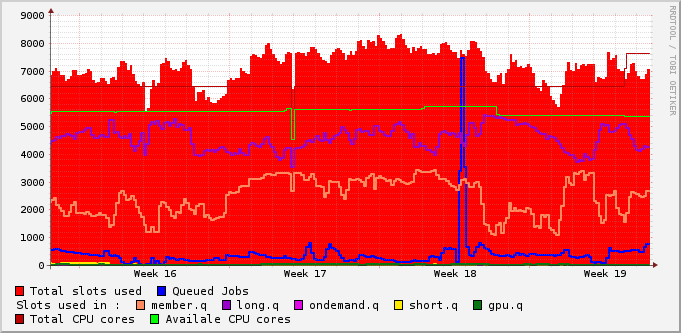 RRDTOOL / TOBI OETIKER
9000
8000
7000
6000
5000
4000
3000
2000
1000
0
Week 16 Week 17 Week 18 Week 19
Total slots used Queued Jobs
Slots used in : member.q long.q ondemand.q short.q gpu.q
Total CPU cores Availale CPU cores